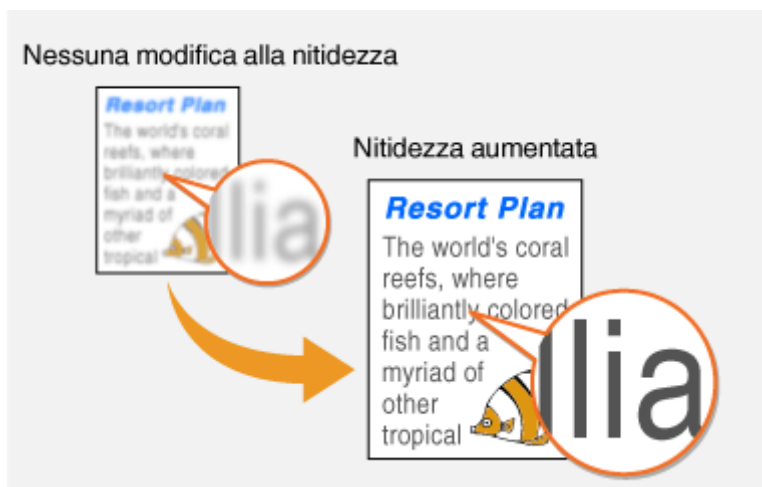 Nessuna modifica alla nitidezza
Resort Plan
The world's coral
reefs, where
brilliantly colored
fish and a
myriad of
other
tropical
llia
Nitidezza aumentata
Resort Plan
The world's coral
reefs, where
brilliantly colored
fish and a
myriad of
other
tropical
llia